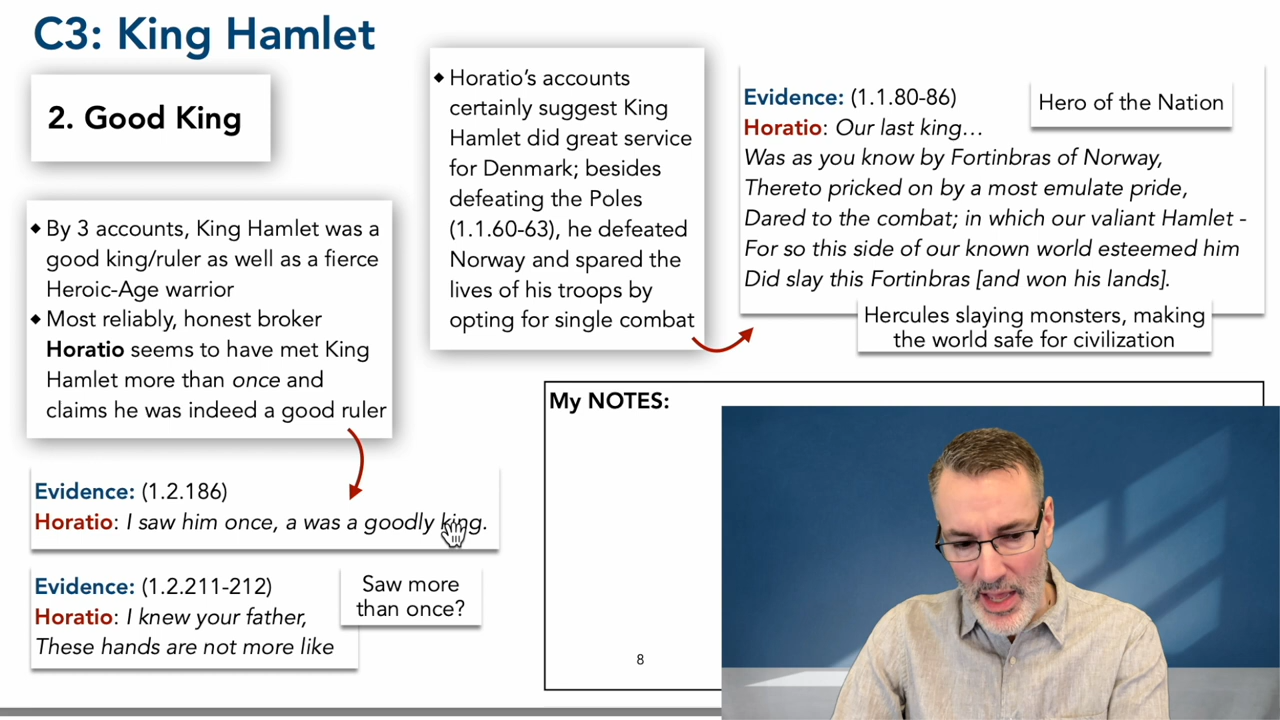 C3: King Hamlet
2. Good King
◆ By 3 accounts, King Hamlet was a
good king/ruler as well as a fierce
Heroic-Age warrior
◆ Most reliably, honest broker
Horatio seems to have met King
Hamlet more than once and
claims he was indeed a good ruler
Evidence: (1.2.186)
Horatio: I saw him once, a was a goodly king.
Evidence: (1.2.211-212)
Horatio: I knew your father,
These hands are not more like
Saw more
than once?
◆ Horatio’s accounts
certainly suggest King
Hamlet did great service
for Denmark; besides
defeating the Poles
(1.1.60-63), he defeated
Norway and spared the
lives of his troops by
opting for single combat
Evidence: (1.1.80-86)
Hero of the Nation
Horatio: Our last king…
Was as you know by Fortinbras of Norway,
Thereto pricked on by a most emulate pride,
Dared to the combat; in which our valiant Hamlet -
For so this side of our known world esteemed him
Did slay this Fortinbras [and won his lands].
Hercules slaying monsters, making
the world safe for civilization
My NOTES:
8